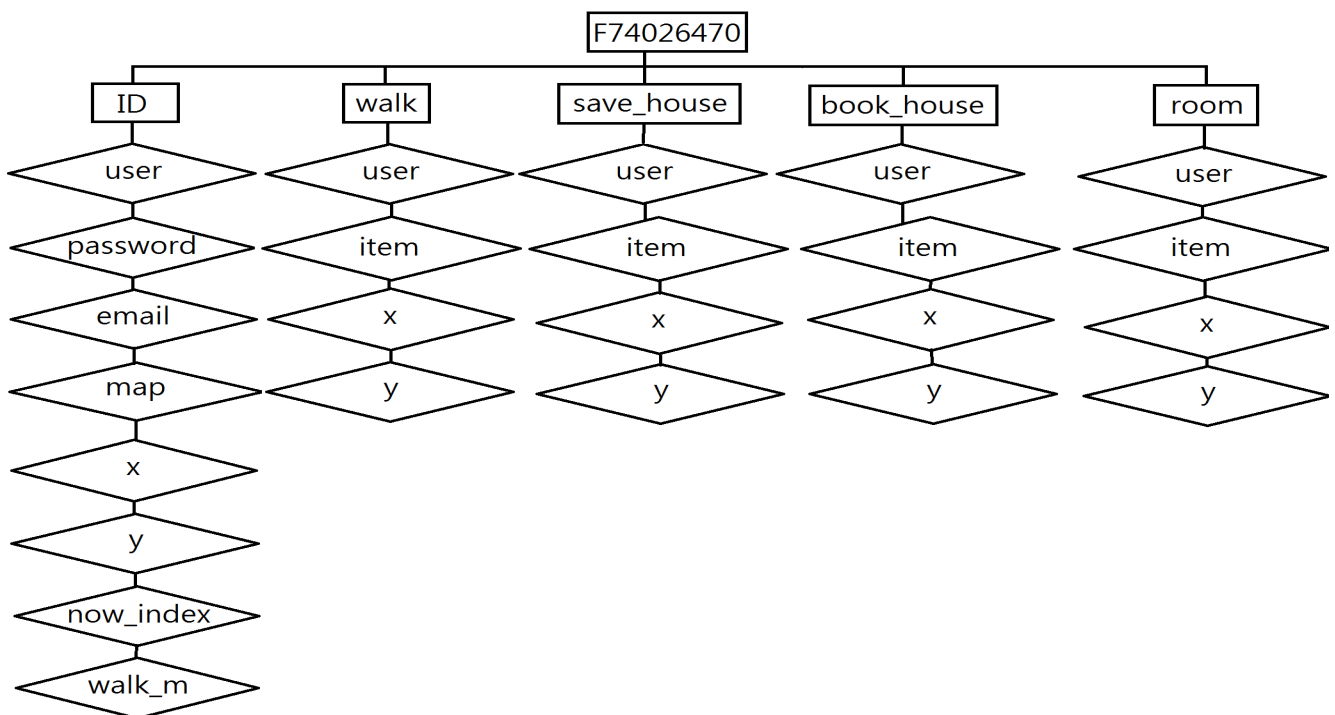 F74026470
ID
walk
save_house
book_house
room
user
user
user
user
user
password
item
item
item
item
email
x
x
x
x
map
y
y
y
y
x
y
now_index
walk_m